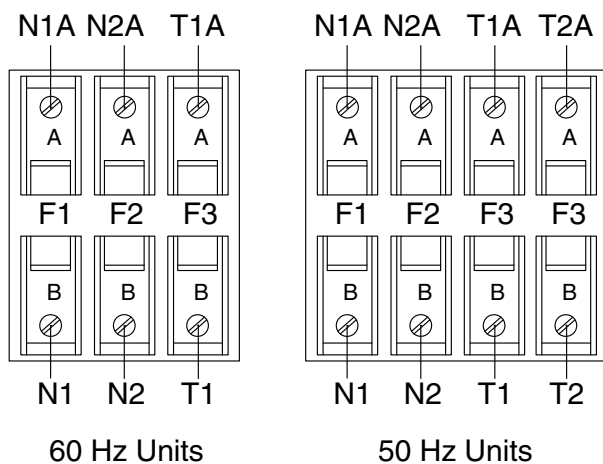 N1A N2A T1A
A A A
F1 F2 F3
B B B
N1 N2 T1
60 Hz Units
N1A N2A T1A T2A
A A A A
F1 F2 F3 F3
B B B B
N1 N2 T1 T2
50 Hz Units